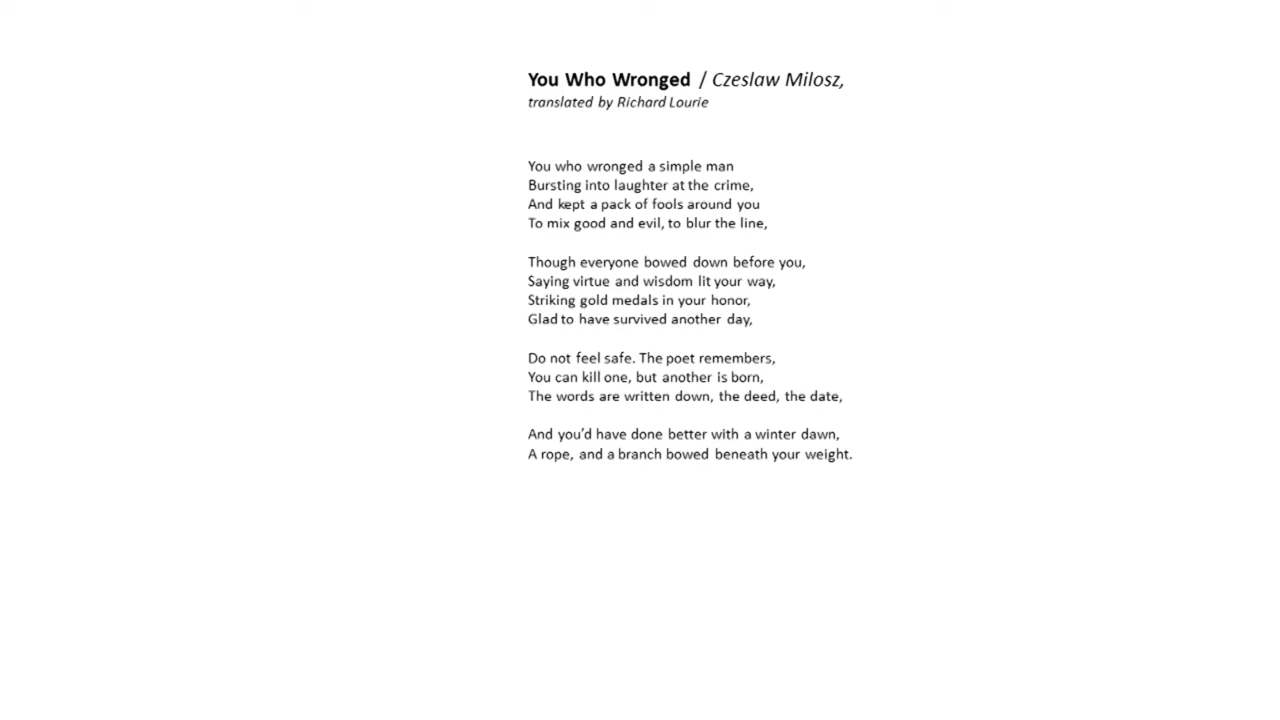 You Who Wronged / Czeslaw Milosz,
translated by Richard Lourie
You who wronged a simple man
Bursting into laughter at the crime,
And kept a pack of fools around you
To mix good and evil, to blur the line,
Though everyone bowed down before you,
Saying virtue and wisdom lit your way,
Striking gold medals in your honor,
Glad to have survived another day,
Do not feel safe. The poet remembers,
You can kill one, but another is born,
The words are written down, the deed, the date,
And you’d have done better with a winter dawn,
A rope, and a branch bowed beneath your weight.